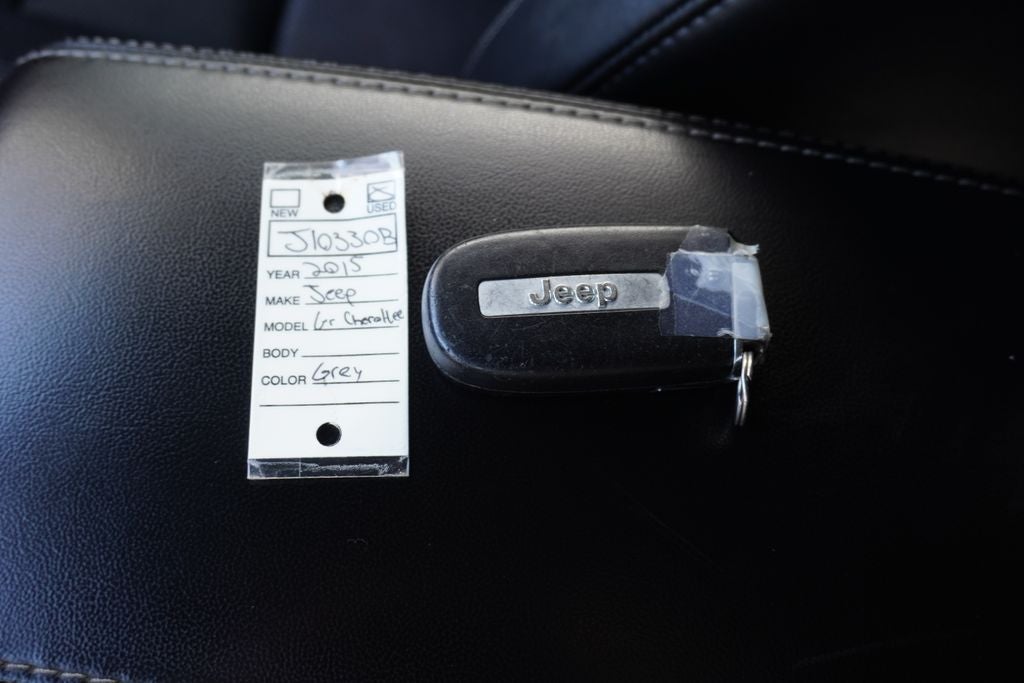 NEW USED
J10330B
YEAR 2015
MAKE Jeep
MODEL Gr Cherokee
BODY
COLOR Grey
Jeep